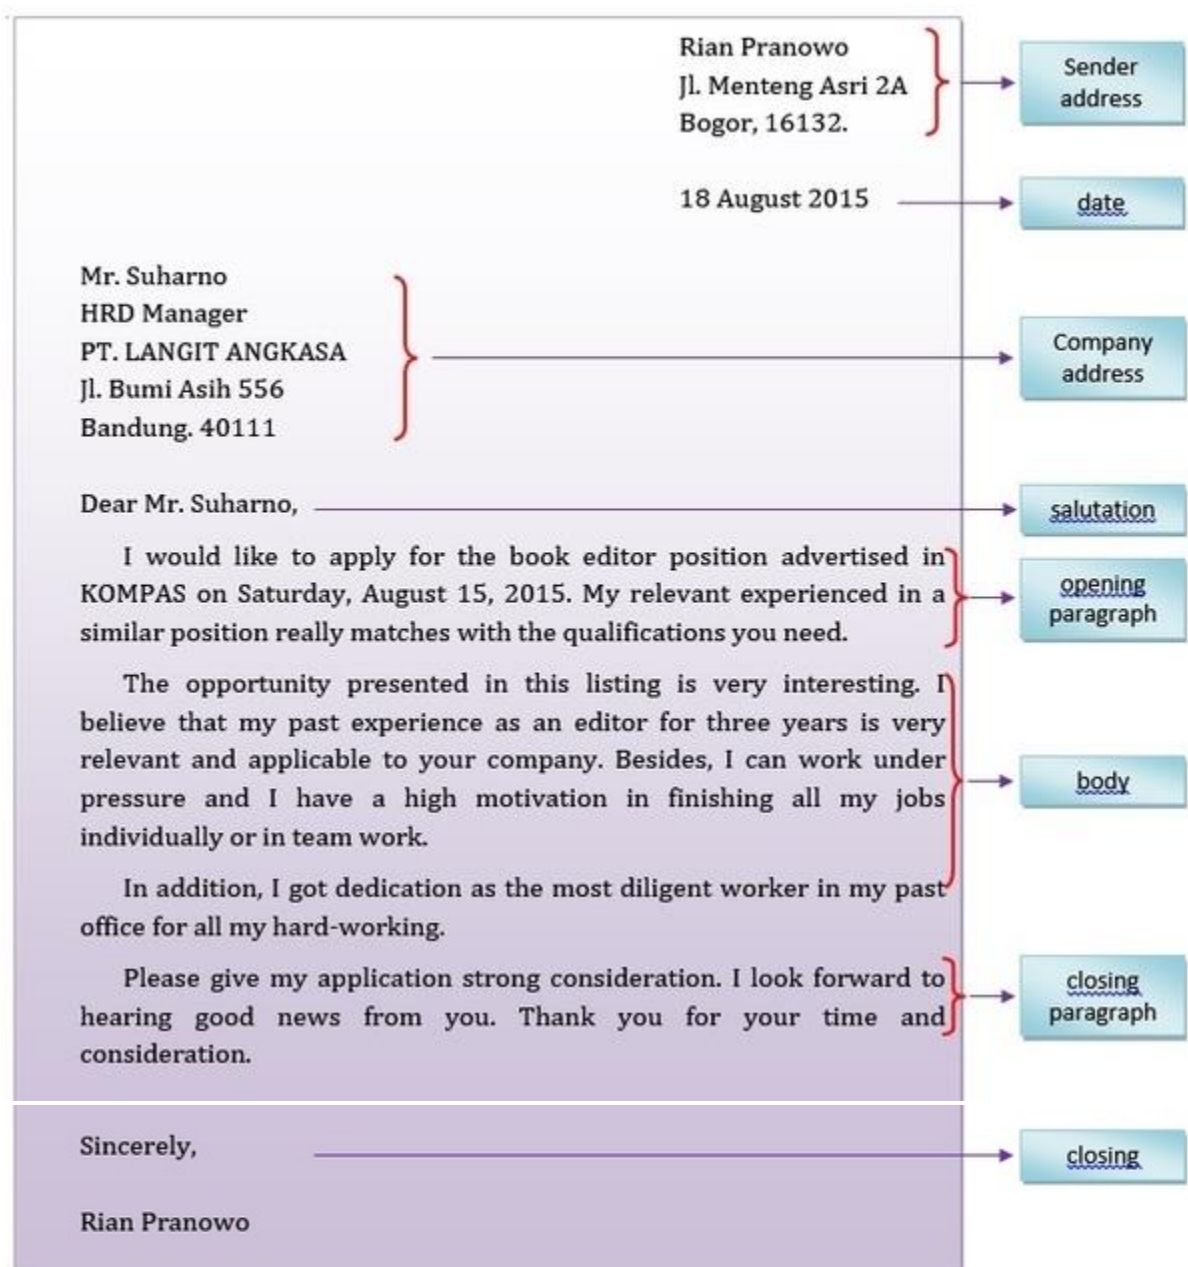 Rian Pranowo
Jl. Menteng Asri 2A
Bogor, 16132.
Sender
address
18 August 2015
date
Mr. Suharno
HRD Manager
PT. LANGIT ANGKASA
Jl. Bumi Asih 556
Bandung. 40111
Company
address
Dear Mr. Suharno,
salutation
I would like to apply for the book editor position advertised in
KOMPAS on Saturday, August 15, 2015. My relevant experienced in a
similar position really matches with the qualifications you need.
opening
paragraph
The opportunity presented in this listing is very interesting. I
believe that my past experience as an editor for three years is very
relevant and applicable to your company. Besides, I can work under
pressure and I have a high motivation in finishing all my jobs
individually or in team work.
In addition, I got dedication as the most diligent worker in my past
office for all my hard-working.
body
Please give my application strong consideration. I look forward to
hearing good news from you. Thank you for your time and
consideration.
closing
paragraph
Sincerely,
closing
Rian Pranowo